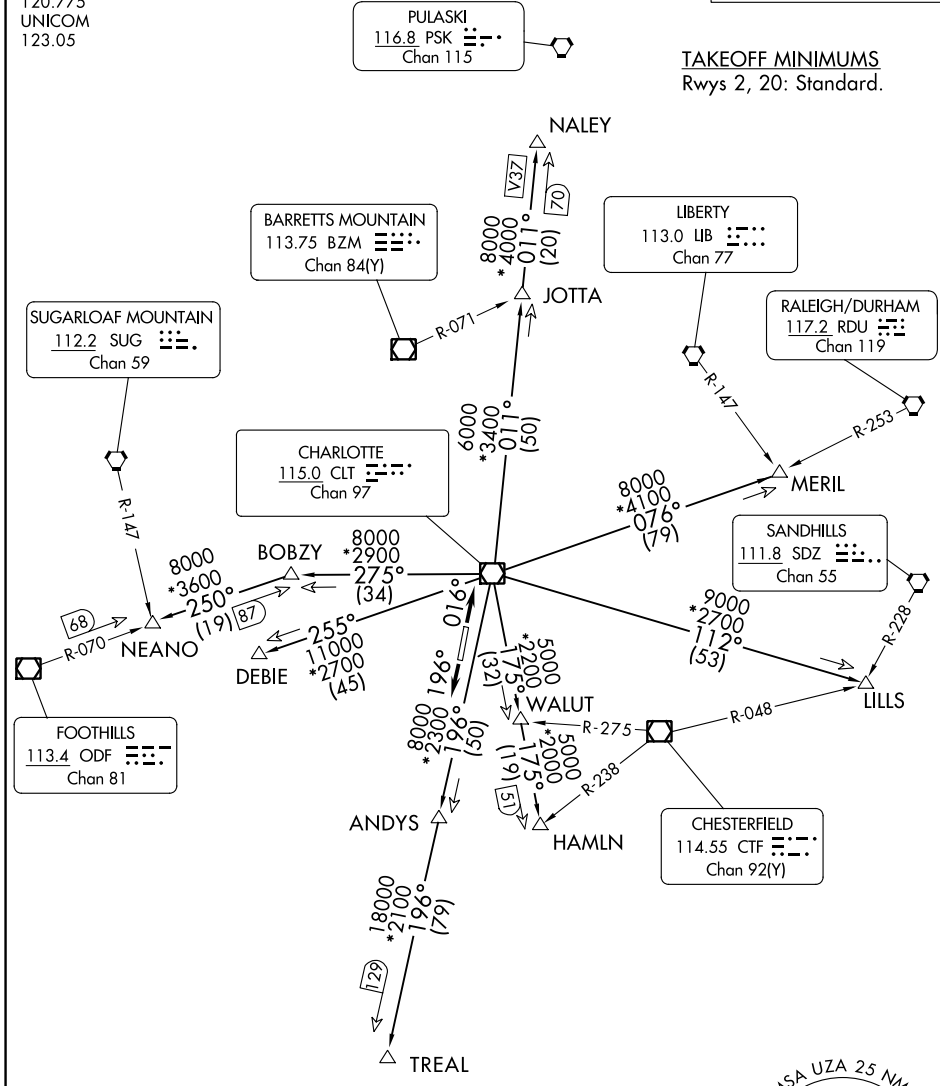 120.775
UNICOM
123.05
PULASKI
116.8 PSK
Chan 115
TAKEOFF MINIMUMS
Rwys 2, 20: Standard.
NALEY
V37
70
8000
*4000
011°
(20)
BARRETTS MOUNTAIN
113.75 BZM
Chan 84(Y)
LIBERTY
113.0 LIB
Chan 77
JOTTA
R-071
SUGARLOAF MOUNTAIN
112.2 SUG
Chan 59
RALEIGH/DURHAM
117.2 RDU
Chan 119
R-147
R-253
6000
*3400
011°
(50)
CHARLOTTE
115.0 CLT
Chan 97
MERIL
8000
*4100
076°
(79)
R-147
SANDHILLS
111.8 SDZ
Chan 55
BOBZY
8000
*2900
275°
(34)
8000
*3600
250°
(19)
87
68
R-070
NEANO
016°
255°
11000
*2700
(45)
DEBIE
9000
*2700
112°
(53)
R-228
LILLS
5000
*2200
175°
(32)
WALUT
R-275
R-048
196°
8000
*2300
196°
(50)
FOOTHILLS
113.4 ODF
Chan 81
5000
*2000
175°
(19)
51
R-238
ANDYS
HAMLN
CHESTERFIELD
114.55 CTF
Chan 92(Y)
18000
*2100
196°
(79)
129
TREAL
MSA UZA 25 NM